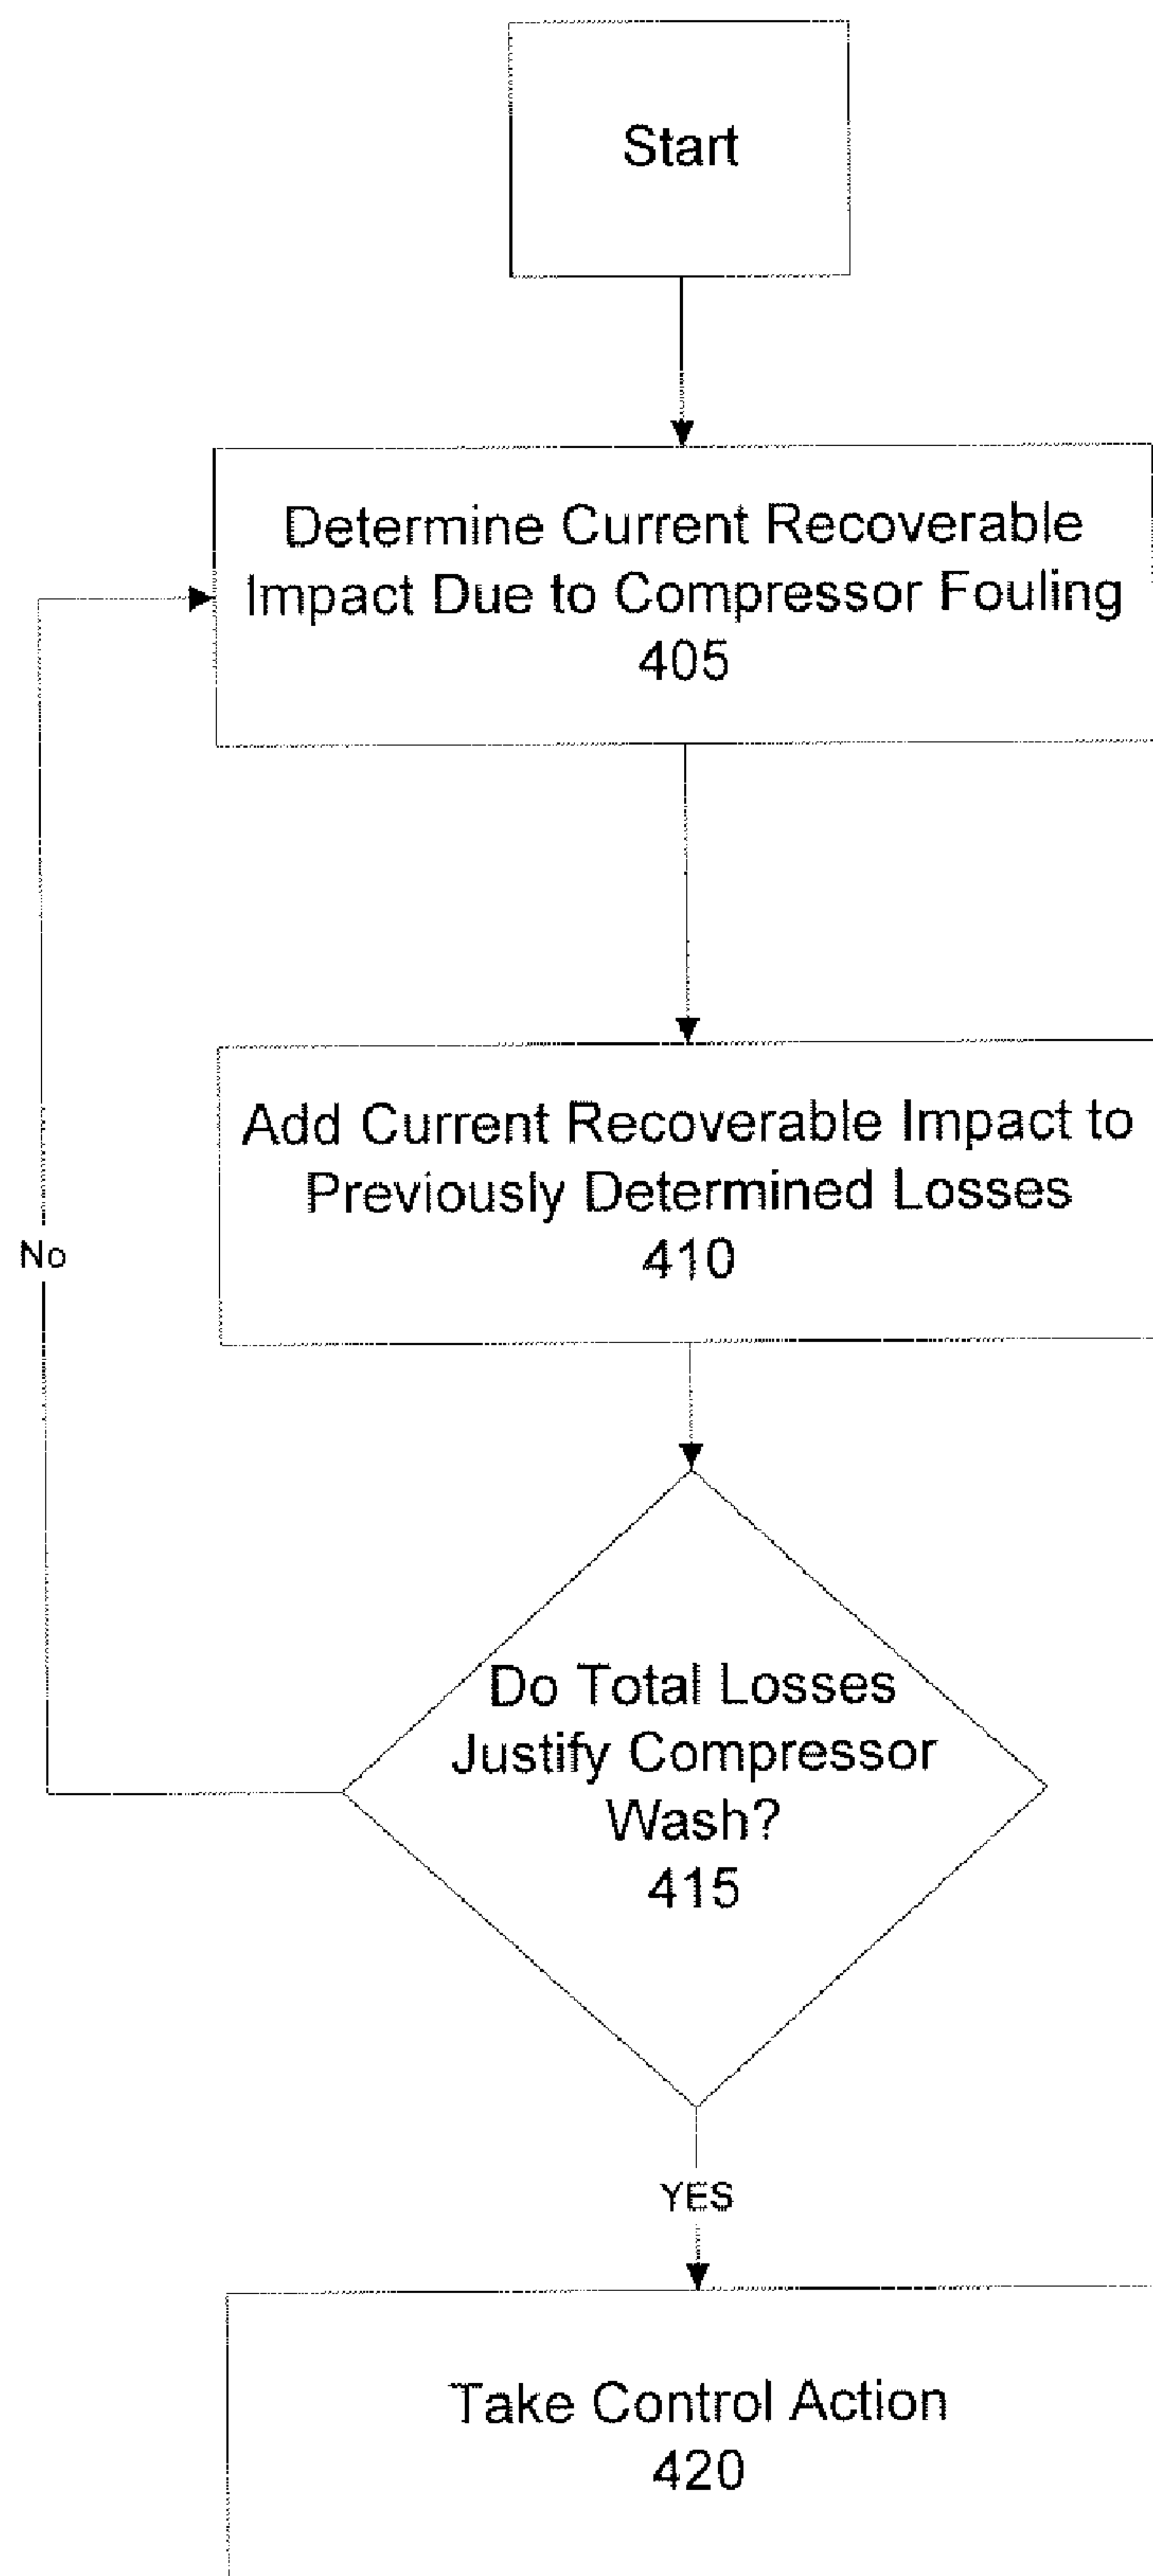 Start
Determine Current Recoverable
Impact Due to Compressor Fouling
405
Add Current Recoverable Impact to
Previously Determined Losses
410
No
Do Total Losses
Justify Compressor
Wash?
415
YES
Take Control Action
420